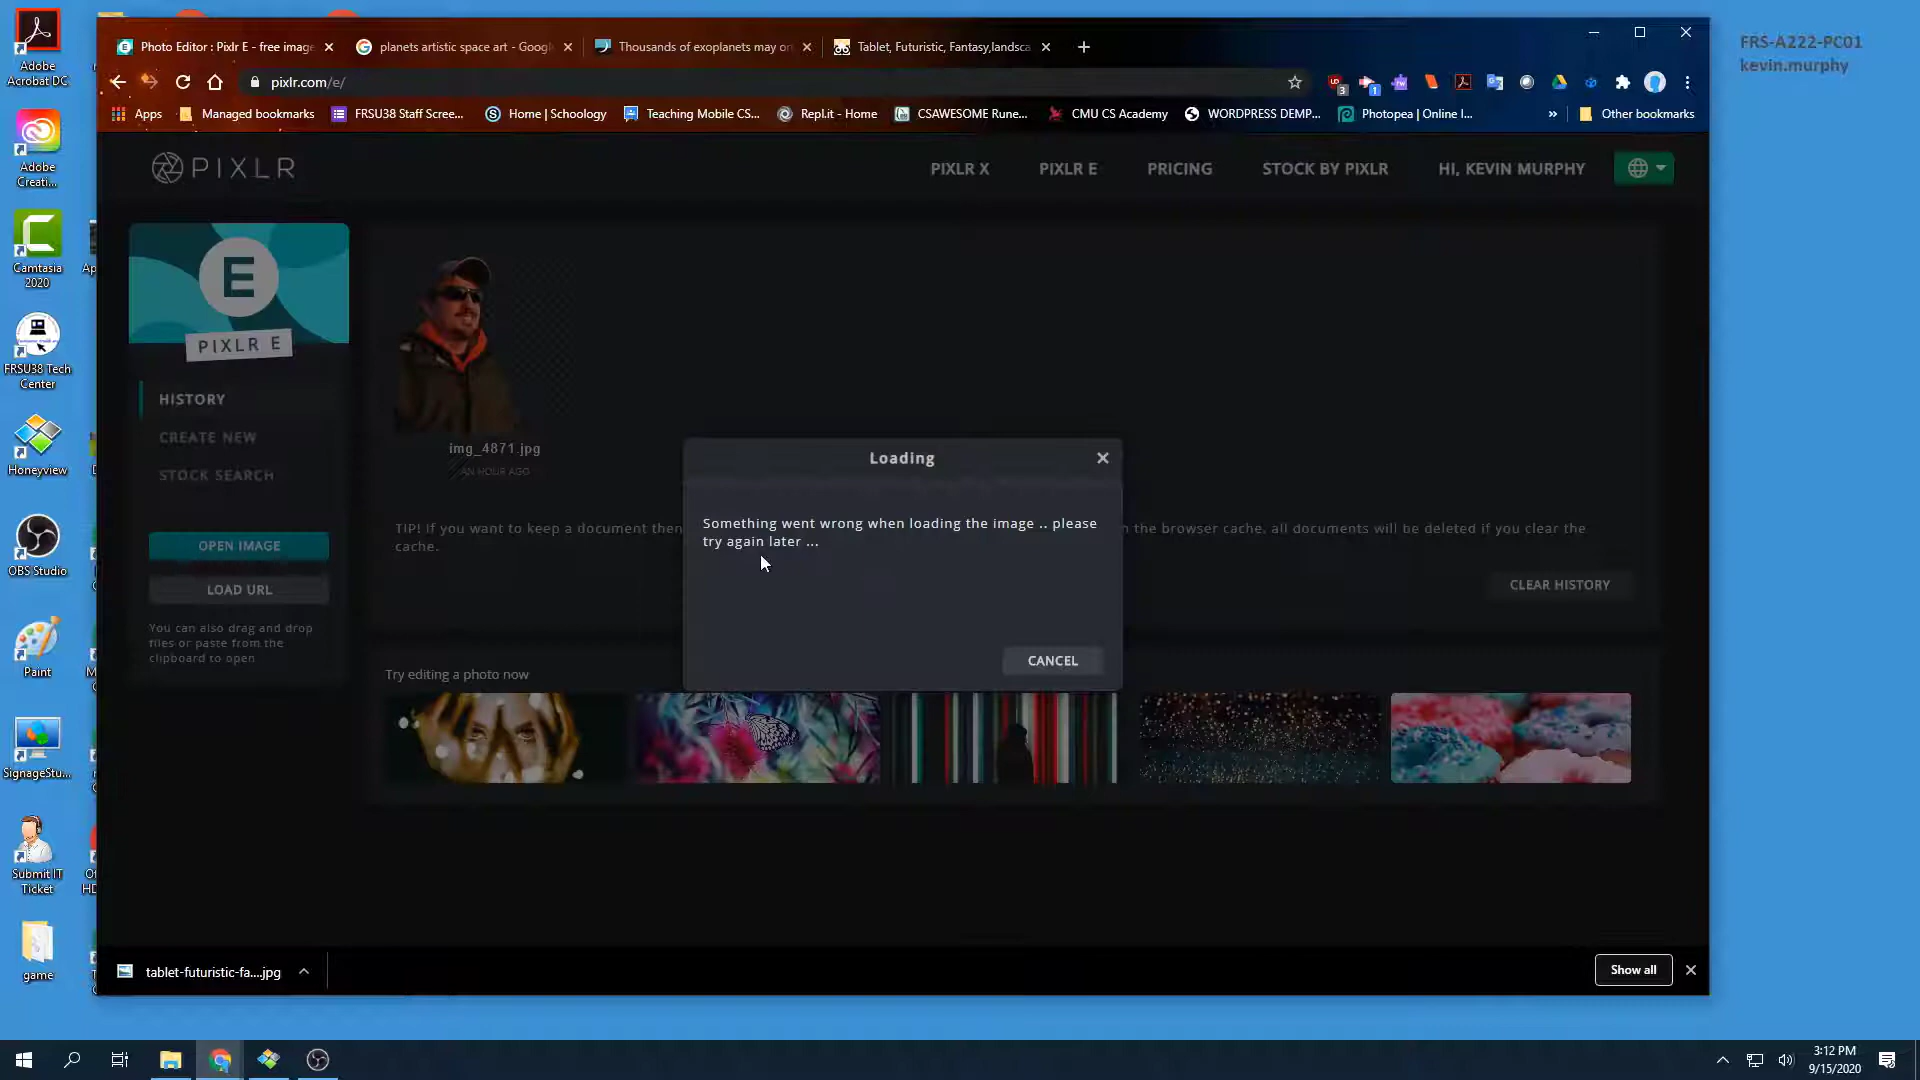 FRS-A222-PC01
kevin.murphy
Adobe
Acrobat DC
Adobe
Creati...
Camtasia
2020
FRSU38 Tech
Center
Honeyview
OBS Studio
Paint
SignageStu...
Submit IT
Ticket
game
Photo Editor : Pixlr E - free image
planets artistic space art - Googl
Thousands of exoplanets may or
Tablet, Futuristic, Fantasy,landsca
pixlr.com/e/
3
1
Apps
Managed bookmarks
FRSU38 Staff Scree...
Home | Schoology
Teaching Mobile CS...
Repl.it - Home
CSAWESOME Rune...
CMU CS Academy
WORDPRESS DEMP...
Photopea | Online I...
»
Other bookmarks
PIXLR
PIXLR X
PIXLR E
PRICING
STOCK BY PIXLR
HI, KEVIN MURPHY
E
PIXLR E
HISTORY
CREATE NEW
STOCK SEARCH
OPEN IMAGE
LOAD URL
You can also drag and drop
files or paste from the
clipboard to open
img_4871.jpg
AN HOUR AGO
TIP! If you want to keep a document then
n the browser cache, all documents will be deleted if you clear the
cache.
CLEAR HISTORY
Loading
Something went wrong when loading the image .. please
try again later ...
CANCEL
Try editing a photo now
tablet-futuristic-fa....jpg
Show all
3:12 PM
9/15/2020